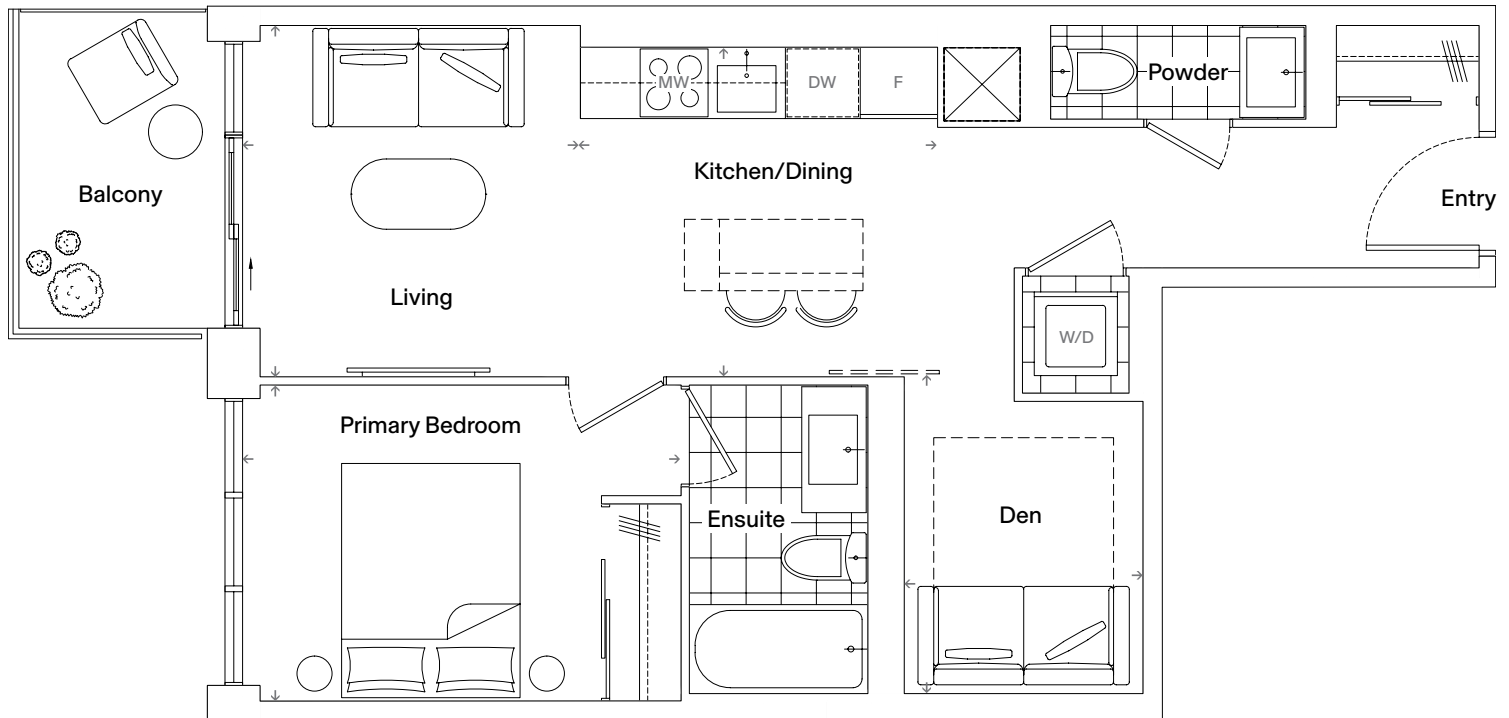 MW
DW
F
Powder
Kitchen/Dining
Balcony
Entry
Living
W/D
Primary Bedroom
Ensuite
Den